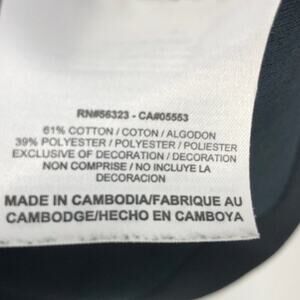 RN#56323 - CA#05553
61% COTTON / COTON / ALGODON
39% POLYESTER / POLYESTER / POLIESTER
EXCLUSIVE OF DECORATION / DECORATION
NON COMPRISE / NO INCLUYE LA
DECORACION
MADE IN CAMBODIA/FABRIQUE AU
CAMBODGE/HECHO EN CAMBOYA